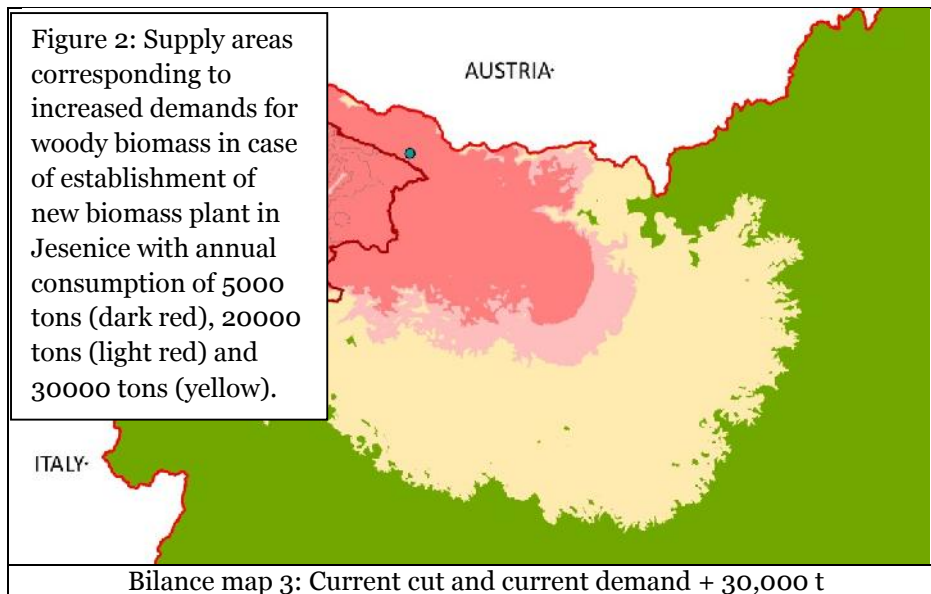 Figure 2: Supply areas
corresponding to
increased demands for
woody biomass in case
of establishment of
new biomass plant in
Jesenice with annual
consumption of 5000
tons (dark red), 20000
tons (light red) and
30000 tons (yellow).
AUSTRIA
ITALY
Bilance map 3: Current cut and current demand + 30,000 t